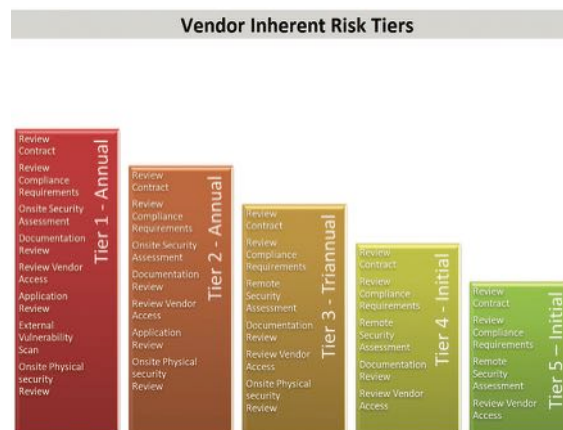 Vendor Inherent Risk Tiers
Review
Contract
Review
Compliance
Requirements
Onsite Security
Assessment
Documentation
Review
Review Vendor
Access
Application
Review
External
Vulnerability
Scan
Onsite Physical
security
Review
Tier 1 - Annual
Review
Contract
Review
Compliance
Requirements
Onsite Security
Assessment
Documentation
Review
Review Vendor
Access
Application
Review
Onsite Physical
security
Review
Tier 2 - Annual
Review
Contract
Review
Compliance
Requirements
Remote
Security
Assessment
Documentation
Review
Review Vendor
Access
Onsite Physical
security
Review
Tier 3 - Triannual
Review
Contract
Review
Compliance
Requirements
Remote
Security
Assessment
Documentation
Review
Review Vendor
Access
Tier 4 - Initial
Review
Contract
Review
Compliance
Requirements
Remote
Security
Assessment
Review Vendor
Access
Tier 5 – Initial